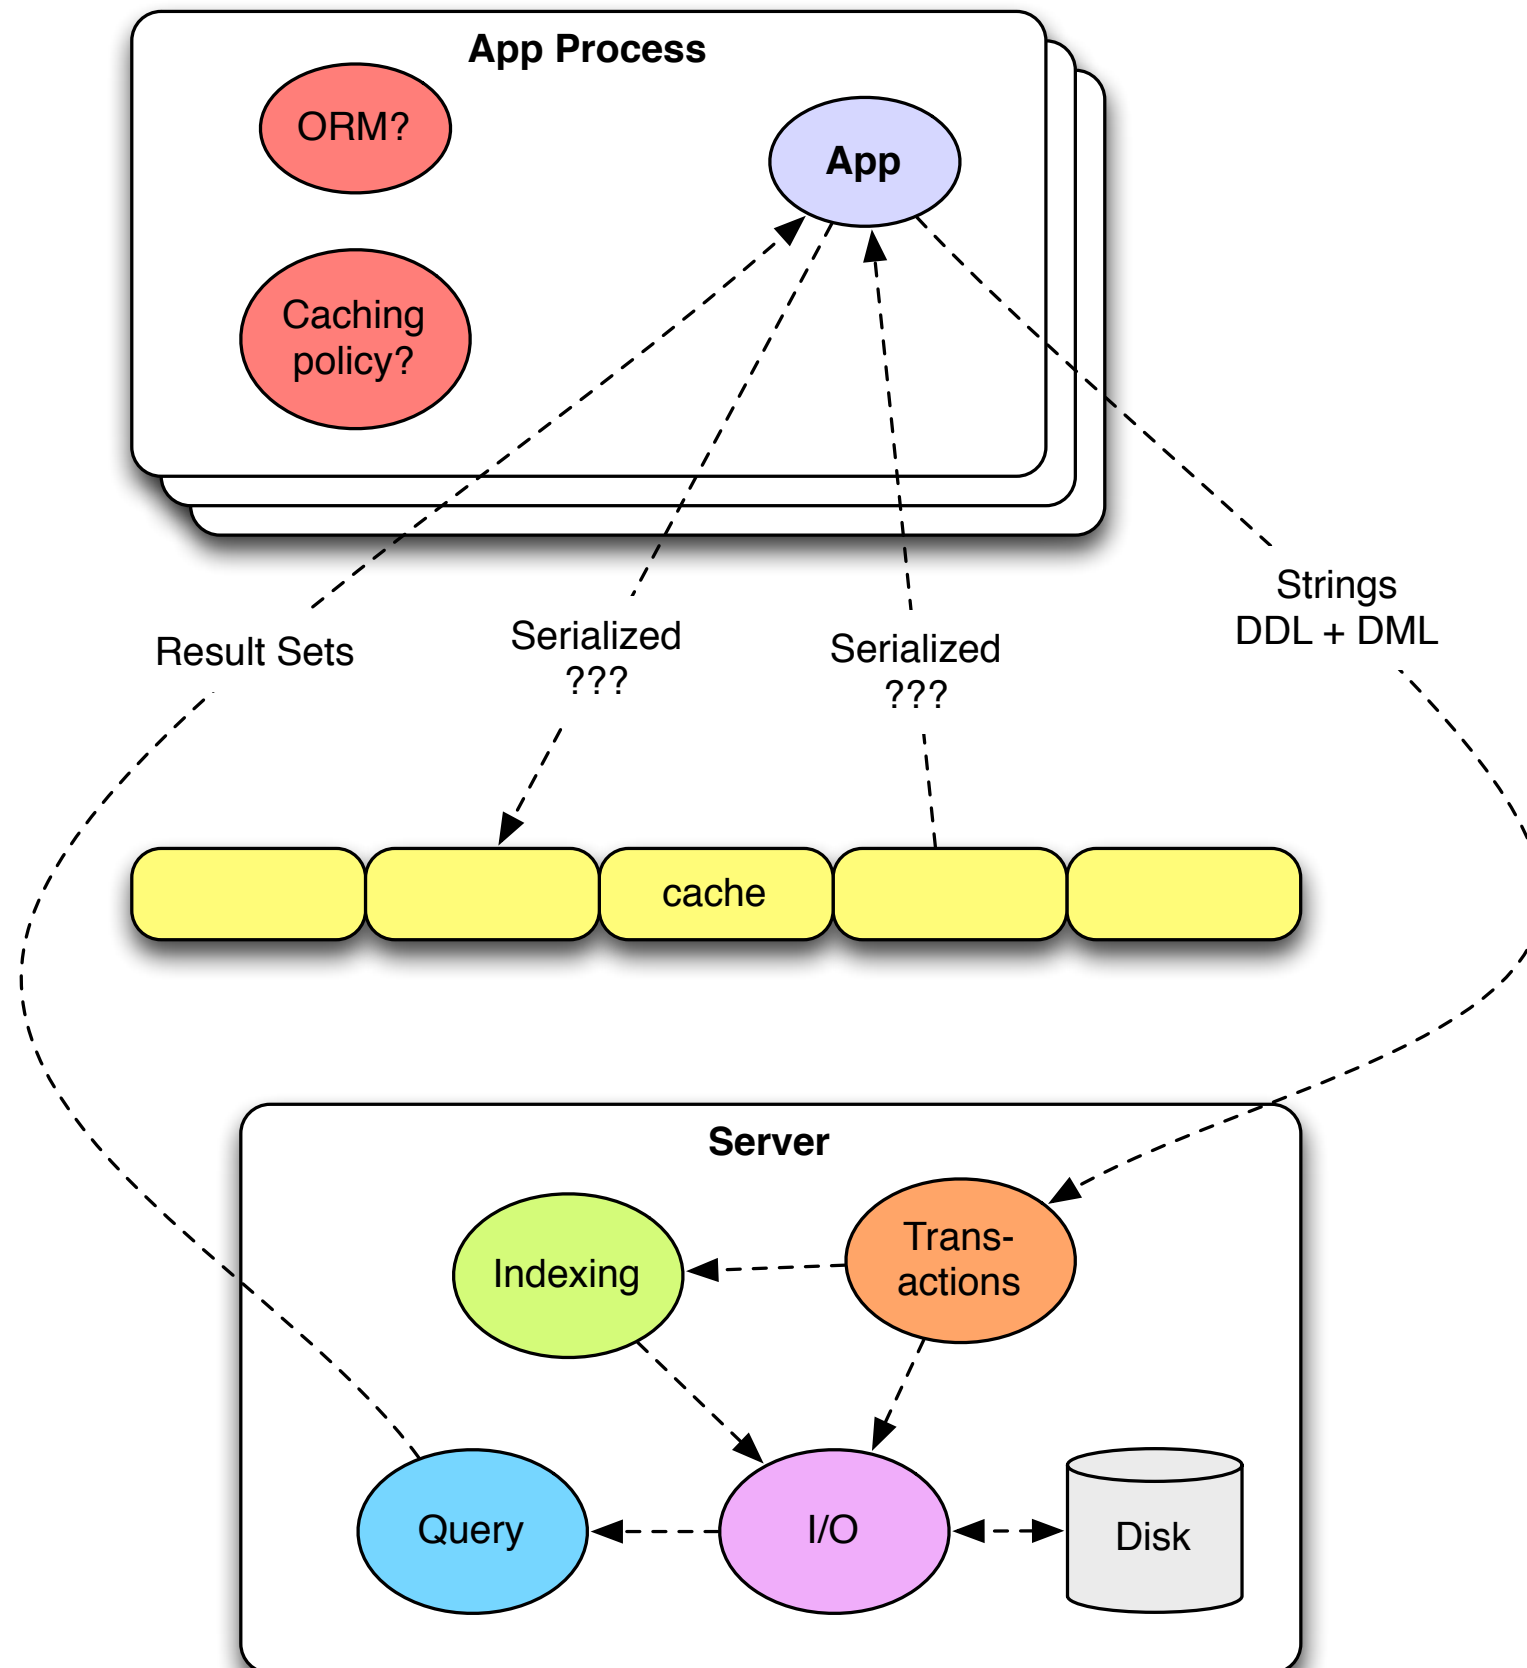 App Process
ORM?
App
Caching
policy?
Strings
DDL + DML
Result Sets
Serialized
???
Serialized
???
cache
Server
Trans-
actions
Indexing
Query
I/O
Disk